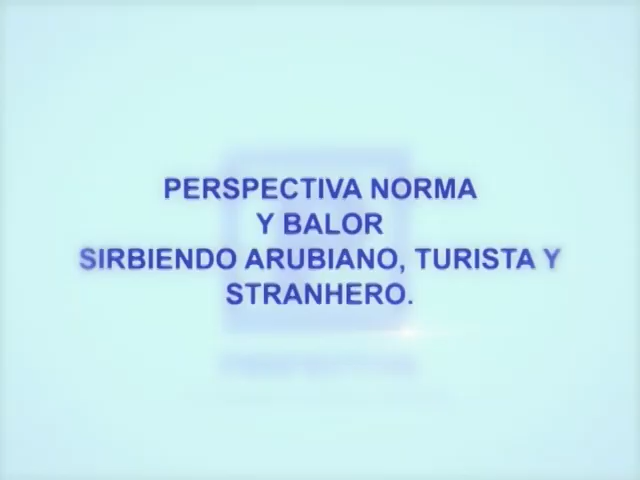 PERSPECTIVA NORMA
Y BALOR
SIRBIENDO ARUBIANO, TURISTA Y
STRANHERO.